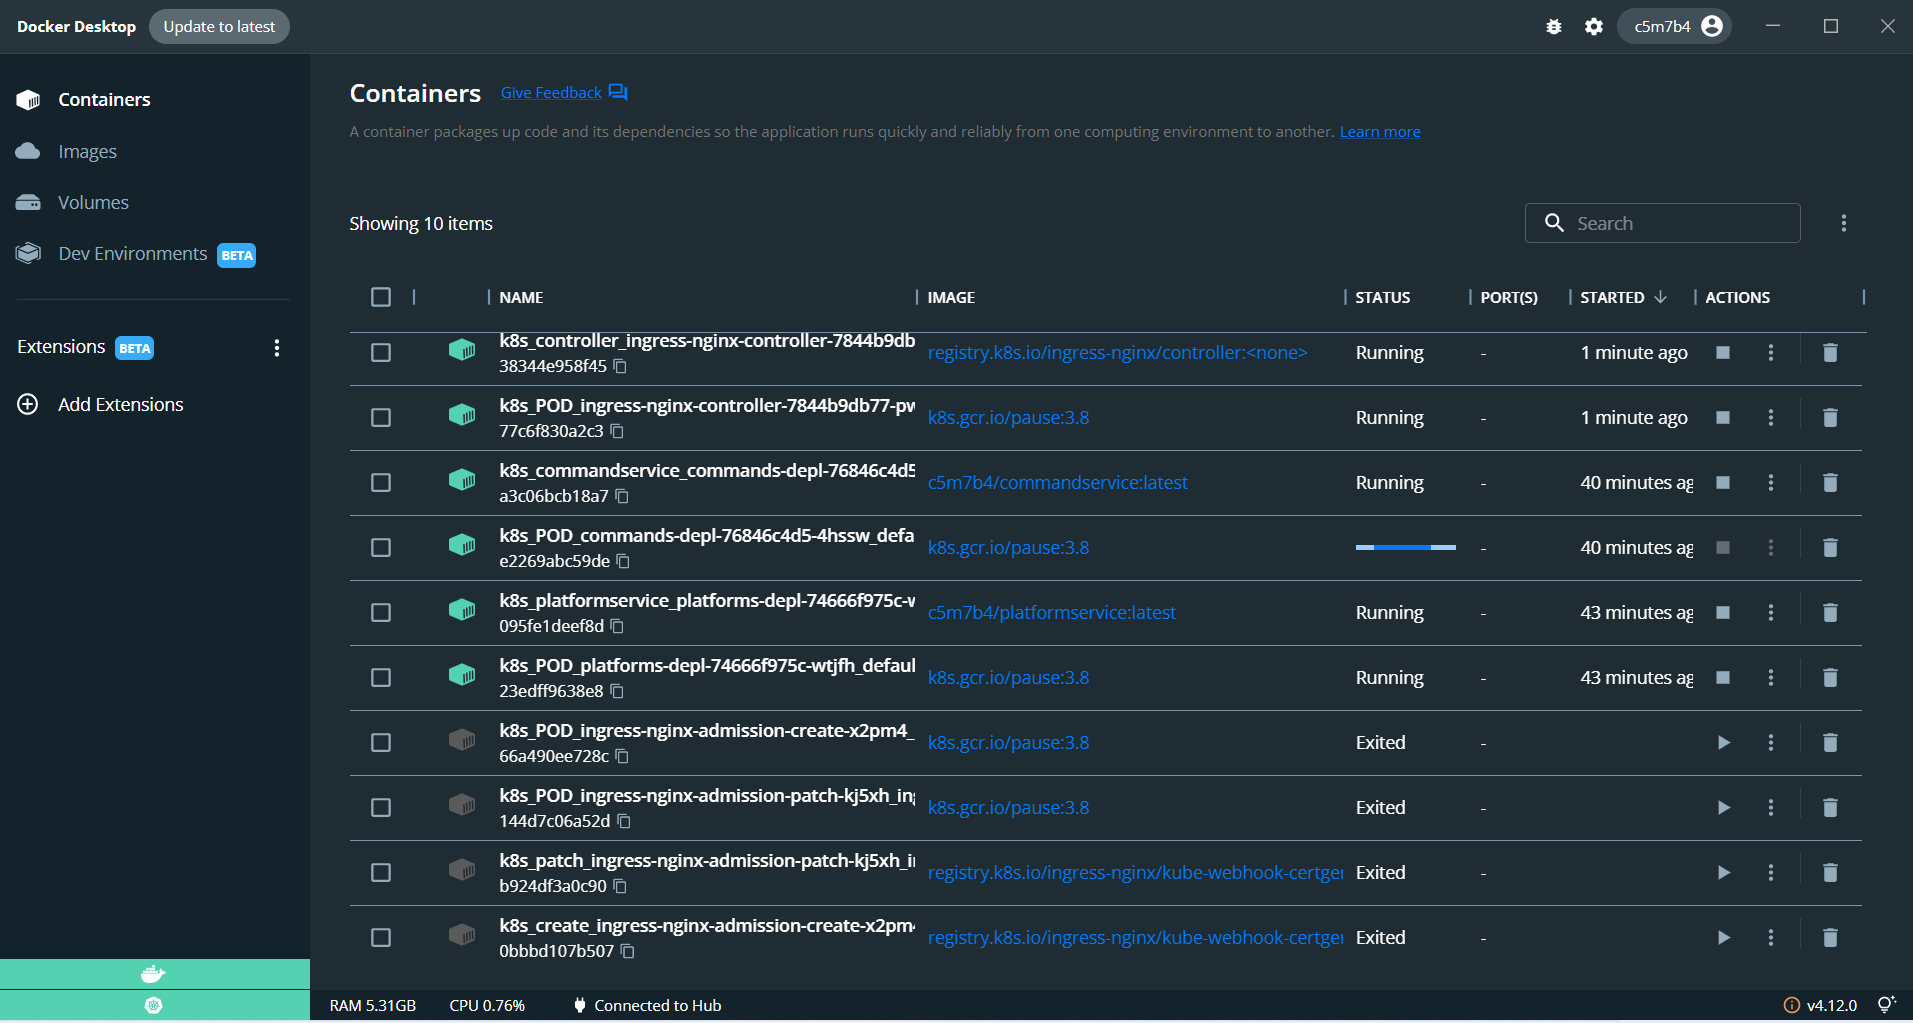 Docker Desktop Update to latest c5m7b4
Containers
Images
Volumes
Dev Environments BETA
Extensions BETA
Add Extensions
Containers Give Feedback
A container packages up code and its dependencies so the application runs quickly and reliably from one computing environment to another. Learn more
Showing 10 items Search
NAME IMAGE STATUS PORT(S) STARTED ACTIONS
k8s_controller_ingress-nginx-controller-7844b9db
38344e958f45 registry.k8s.io/ingress-nginx/controller:<none> Running - 1 minute ago
k8s_POD_ingress-nginx-controller-7844b9db77-pw
77c6f830a2c3 k8s.gcr.io/pause:3.8 Running - 1 minute ago
k8s_commandservice_commands-depl-76846c4d5
a3c06bcb18a7 c5m7b4/commandservice:latest Running - 40 minutes ag
k8s_POD_commands-depl-76846c4d5-4hssw_defa
e2269abc59de k8s.gcr.io/pause:3.8 - 40 minutes ag
k8s_platformservice_platforms-depl-74666f975c-w
095fe1deef8d c5m7b4/platformservice:latest Running - 43 minutes ag
k8s_POD_platforms-depl-74666f975c-wtjfh_defaul
23edff9638e8 k8s.gcr.io/pause:3.8 Running - 43 minutes ag
k8s_POD_ingress-nginx-admission-create-x2pm4_
66a490ee728c k8s.gcr.io/pause:3.8 Exited -
k8s_POD_ingress-nginx-admission-patch-kj5xh_ing
144d7c06a52d k8s.gcr.io/pause:3.8 Exited -
k8s_patch_ingress-nginx-admission-patch-kj5xh_in
b924df3a0c90 registry.k8s.io/ingress-nginx/kube-webhook-certger Exited -
k8s_create_ingress-nginx-admission-create-x2pm4
0bbbd107b507 registry.k8s.io/ingress-nginx/kube-webhook-certger Exited -
RAM 5.31GB CPU 0.76% Connected to Hub v4.12.0